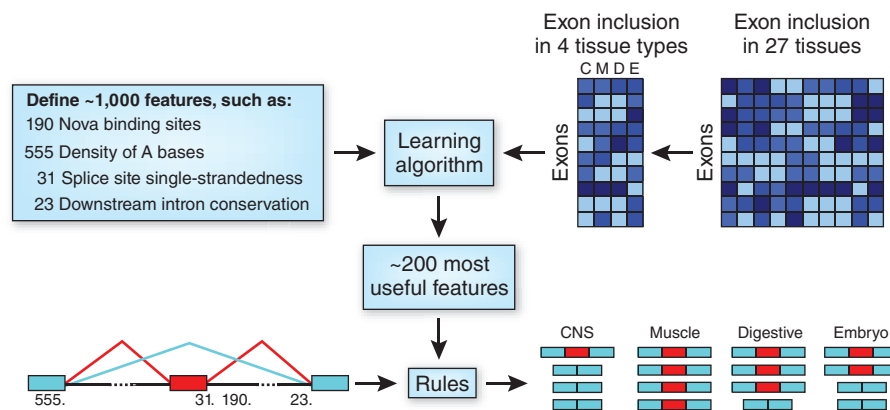 Exon inclusion
in 4 tissue types
Exon inclusion
in 27 tissues
C M D E
Define ~1,000 features, such as:
190 Nova binding sites
555 Density of A bases
31 Splice site single-strandedness
23 Downstream intron conservation
Learning
algorithm
Exons
Exons
~200 most
useful features
CNS
Muscle
Digestive
Embryo
Rules
555.
31.
190.
23.